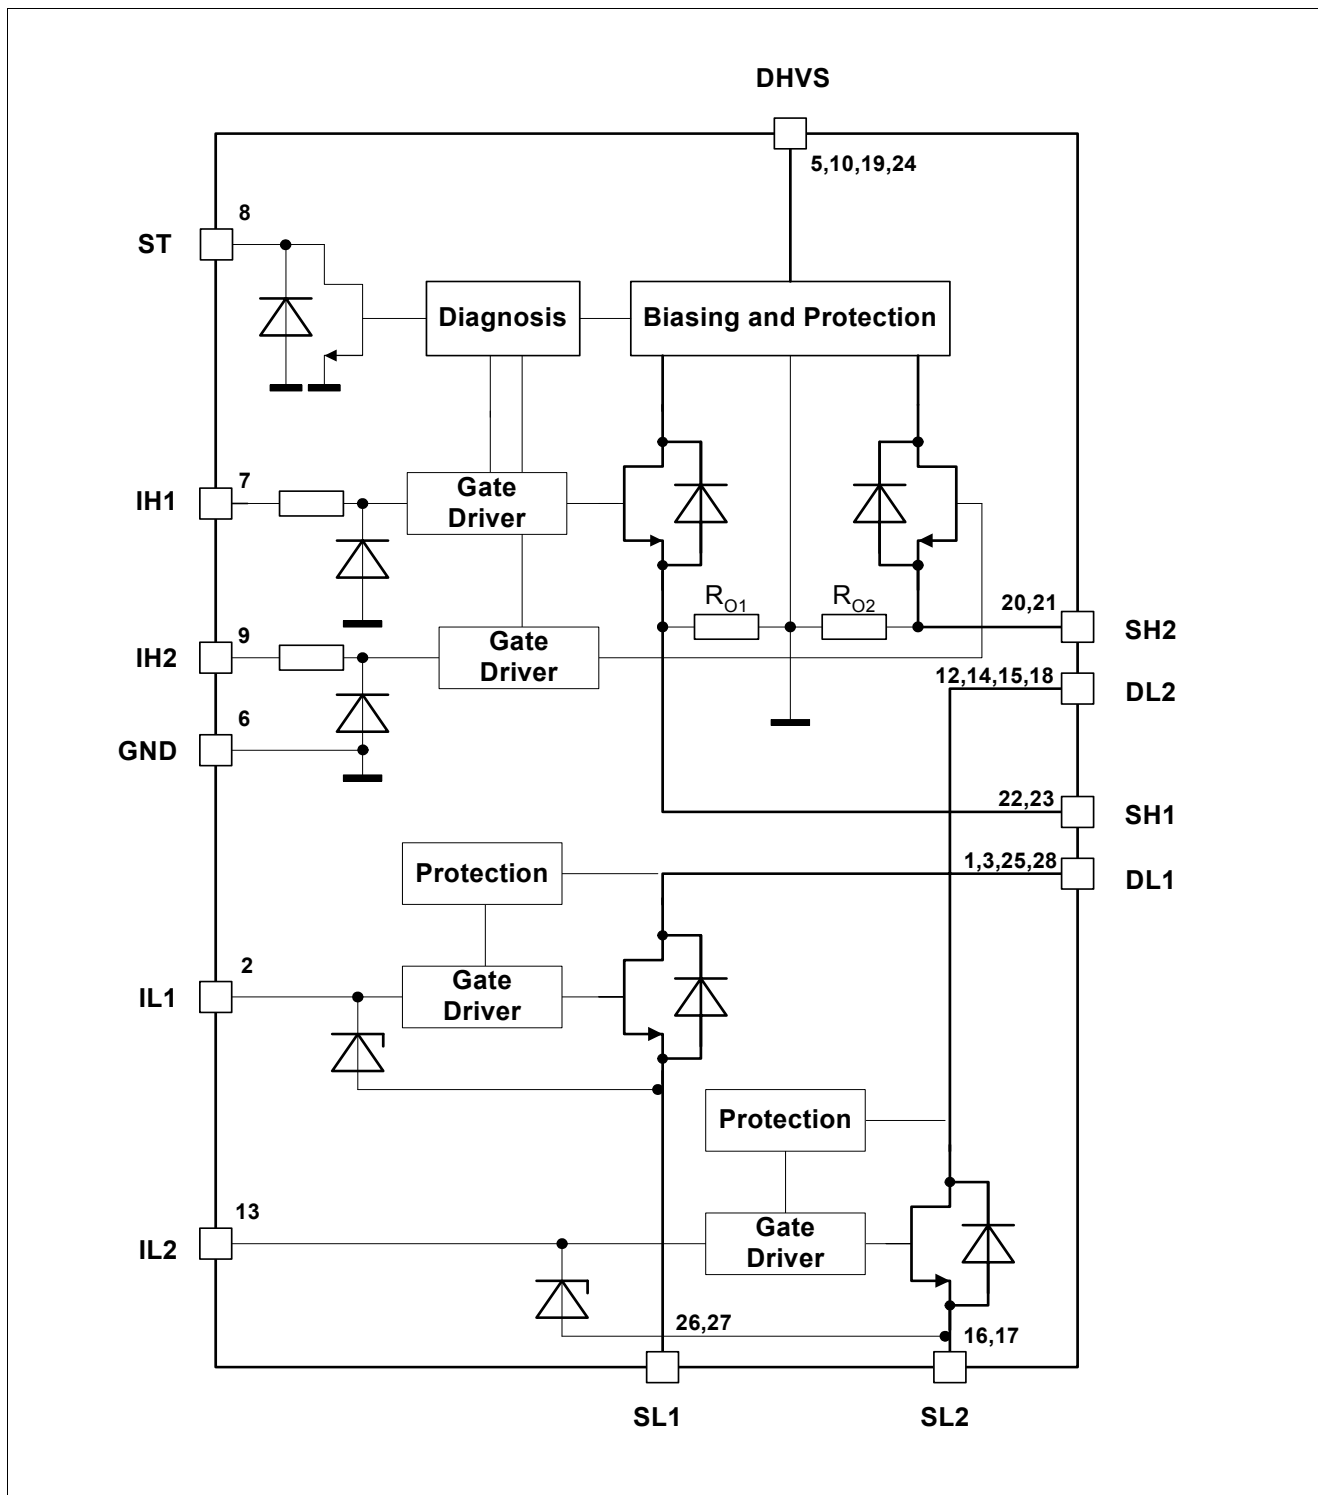 DHVS
5,10,19,24
8
ST
Diagnosis
Biasing and Protection
7
IH1
Gate
Driver
R_O1
R_O2
20,21
SH2
9
IH2
Gate
Driver
12,14,15,18
DL2
6
GND
22,23
SH1
Protection
1,3,25,28
DL1
2
IL1
Gate
Driver
Protection
13
IL2
Gate
Driver
26,27
16,17
SL1
SL2